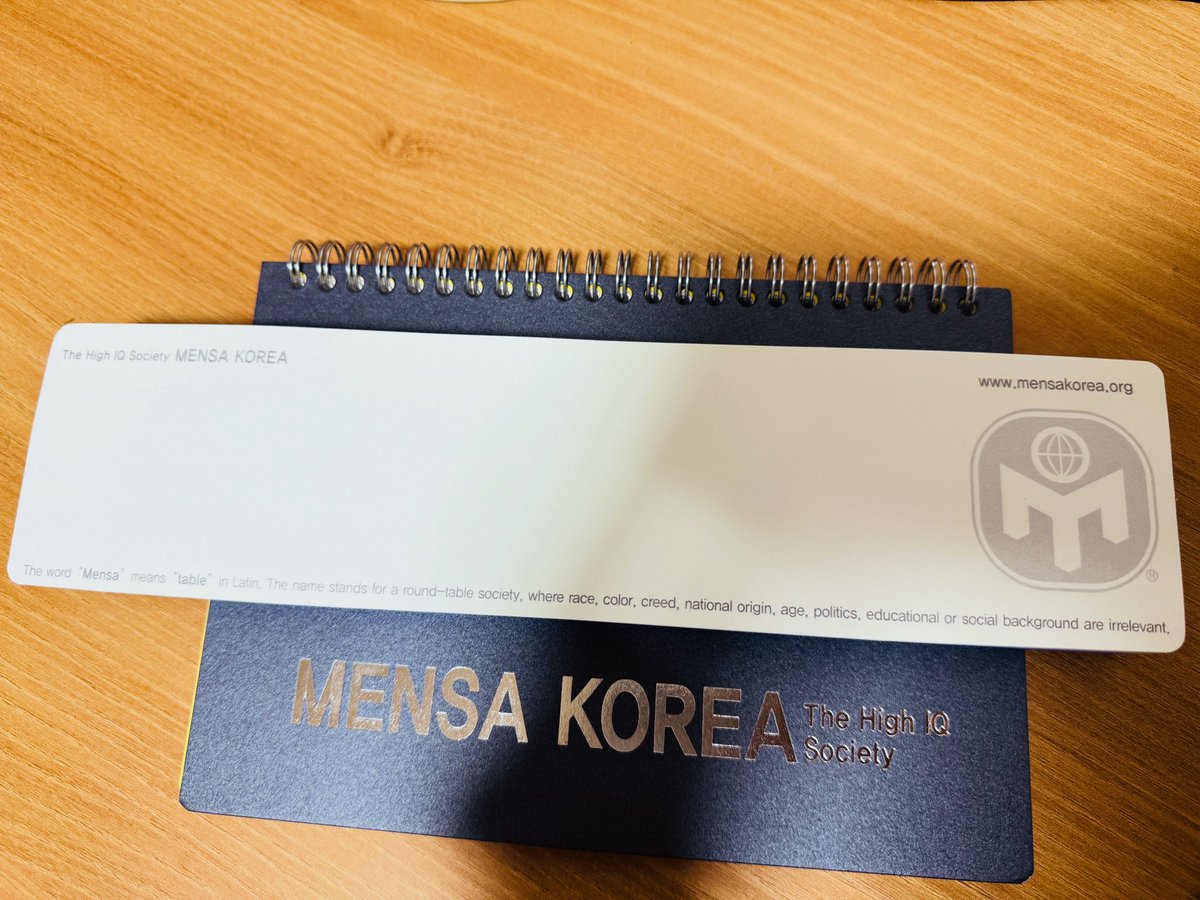 The High IQ Society MENSA KOREA
www.mensakorea.org
®
The word "Mensa" means "table" in Latin. The name stands for a round-table society, where race, color, creed, national origin, age, politics, educational or social background are irrelevant.
MENSA KOREA The High IQ
Society